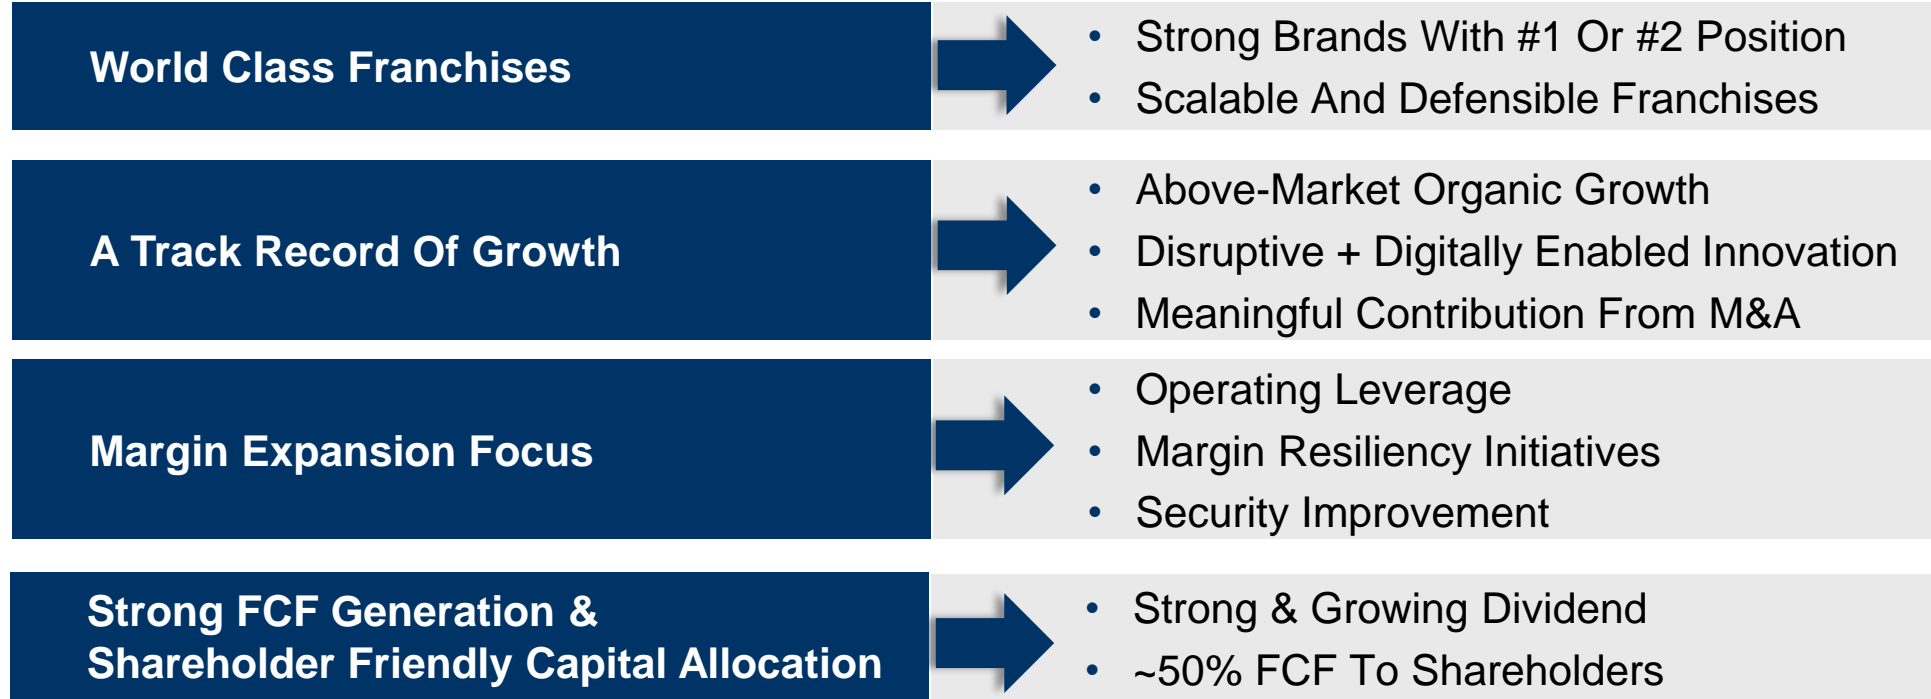 World Class Franchises
• Strong Brands With #1 Or #2 Position
• Scalable And Defensible Franchises
A Track Record Of Growth
• Above-Market Organic Growth
• Disruptive + Digitally Enabled Innovation
• Meaningful Contribution From M&A
Margin Expansion Focus
• Operating Leverage
• Margin Resiliency Initiatives
• Security Improvement
Strong FCF Generation &
Shareholder Friendly Capital Allocation
• Strong & Growing Dividend
• ~50% FCF To Shareholders